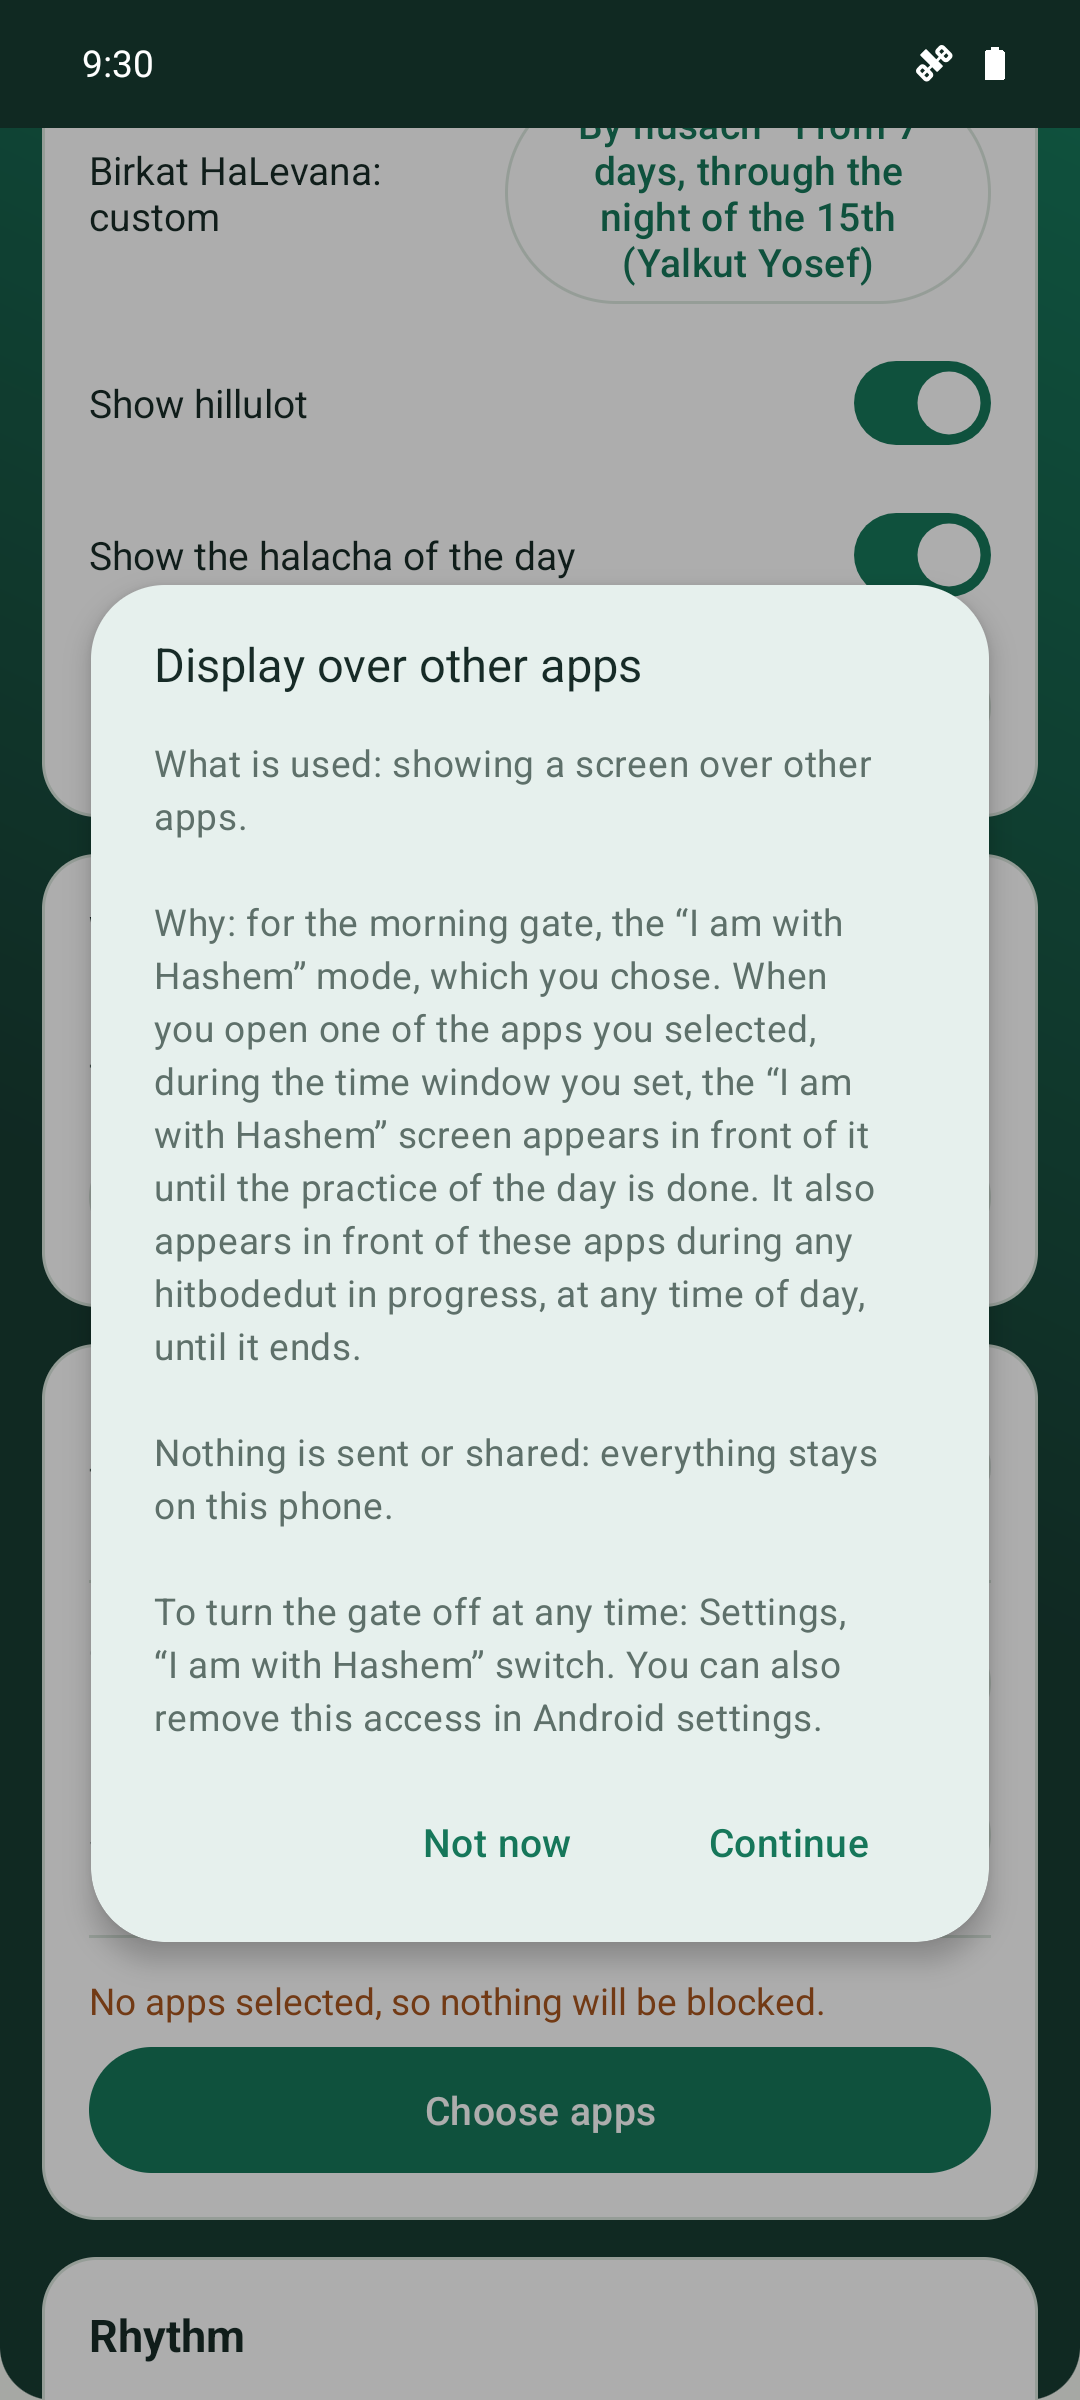 9:30
By nusach · From 7
days, through the
night of the 15th
(Yalkut Yosef)
Birkat HaLevana:
custom
Show hillulot
Show the halacha of the day
Display over other apps
What is used: showing a screen over other
apps.
Why: for the morning gate, the “I am with
Hashem” mode, which you chose. When
you open one of the apps you selected,
during the time window you set, the “I am
with Hashem” screen appears in front of it
until the practice of the day is done. It also
appears in front of these apps during any
hitbodedut in progress, at any time of day,
until it ends.
Nothing is sent or shared: everything stays
on this phone.
To turn the gate off at any time: Settings,
“I am with Hashem” switch. You can also
remove this access in Android settings.
Not now
Continue
No apps selected, so nothing will be blocked.
Choose apps
Rhythm